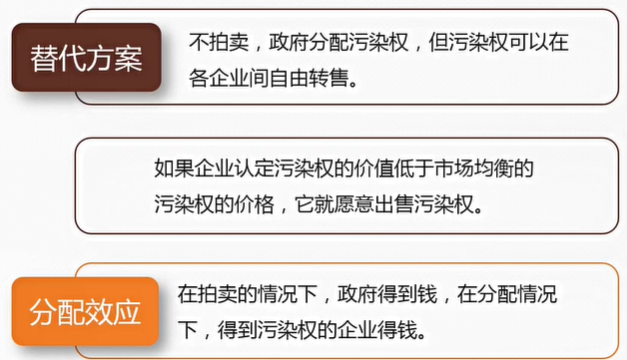 替代方案
不拍卖，政府分配污染权，但污染权可以在
各企业间自由转售。
如果企业认定污染权的价值低于市场均衡的
污染权的价格，它就愿意出售污染权。
分配效应
在拍卖的情况下，政府得到钱，在分配情况
下，得到污染权的企业得钱。